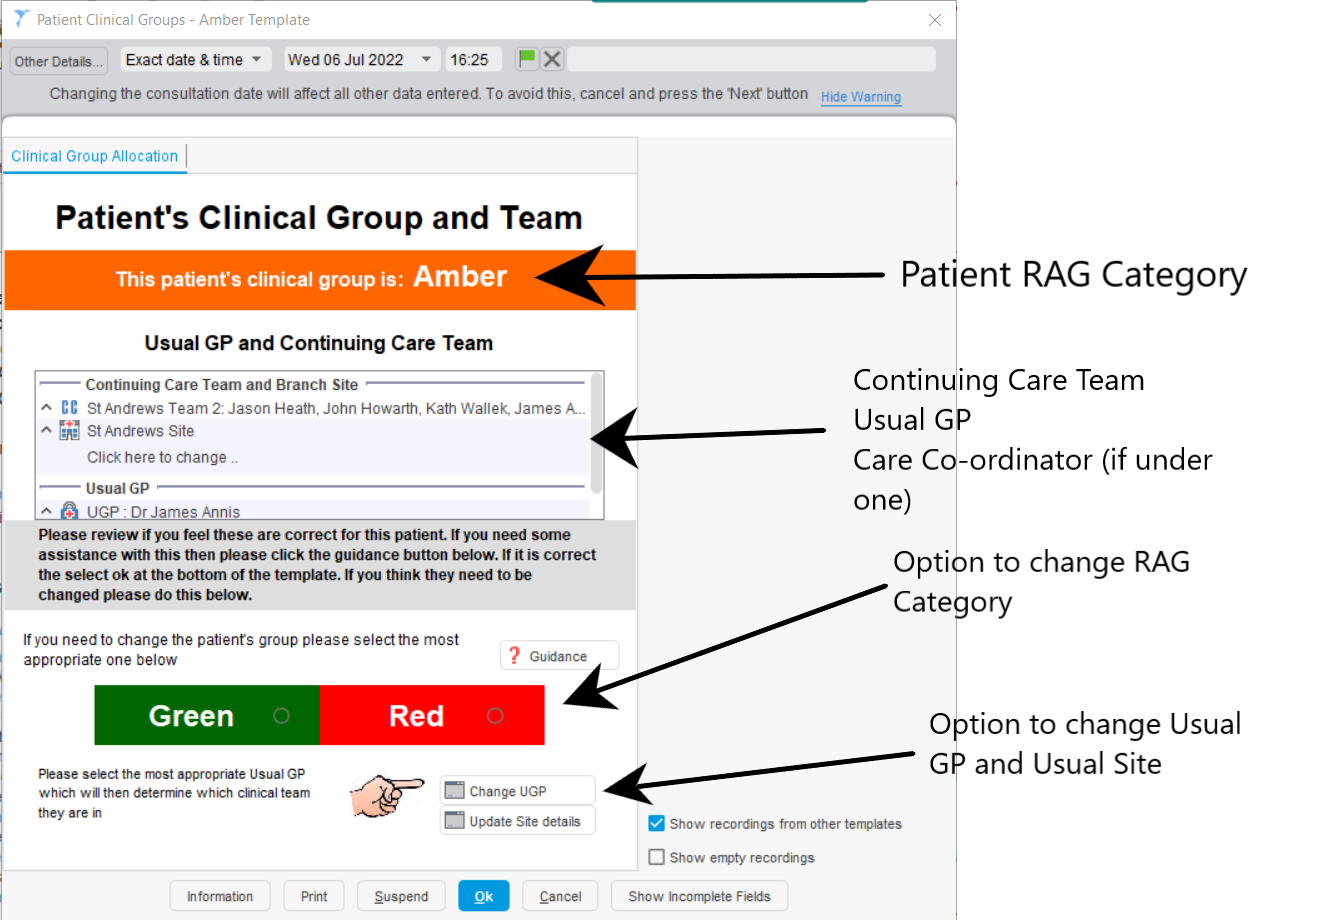 Patient Clinical Groups - Amber Template
Other Details...
Exact date & time
Wed 06 Jul 2022
16:25
Changing the consultation date will affect all other data entered. To avoid this, cancel and press the 'Next' button
Hide Warning
Clinical Group Allocation
Patient's Clinical Group and Team
This patient's clinical group is: Amber
Patient RAG Category
Usual GP and Continuing Care Team
Continuing Care Team and Branch Site
St Andrews Team 2: Jason Heath, John Howarth, Kath Wallek, James A...
St Andrews Site
Click here to change ..
Usual GP
UGP : Dr James Annis
Continuing Care Team
Usual GP
Care Co-ordinator (if under
one)
Please review if you feel these are correct for this patient. If you need some
assistance with this then please click the guidance button below. If it is correct
the select ok at the bottom of the template. If you think they need to be
changed please do this below.
Option to change RAG
Category
If you need to change the patient's group please select the most
appropriate one below
? Guidance
Green
Red
Option to change Usual
GP and Usual Site
Please select the most appropriate Usual GP
which will then determine which clinical team
they are in
Change UGP
Update Site details
Show recordings from other templates
Show empty recordings
Information
Print
Suspend
Ok
Cancel
Show Incomplete Fields